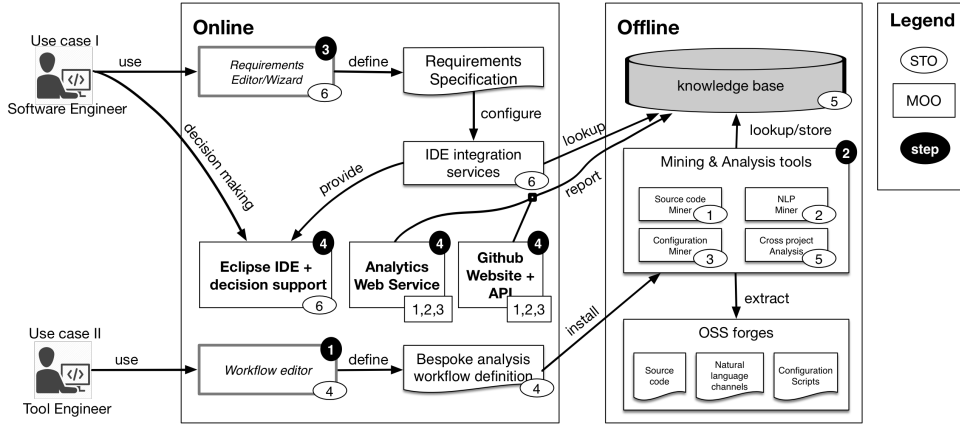 Online
Offline
Legend
STO
MOO
step
Use case I
Software Engineer
use
3
Requirements
Editor/Wizard
6
define
Requirements
Specification
configure
decision making
provide
IDE integration
services
6
lookup
report
knowledge base
5
lookup/store
Mining & Analysis tools
2
Source code
Miner
1
NLP
Miner
2
Configuration
Miner
3
Cross project
Analysis
5
4
Eclipse IDE +
decision support
6
4
Analytics
Web Service
1,2,3
4
Github
Website +
API
1,2,3
install
extract
OSS forges
Source
code
Natural
language
channels
Configuration
Scripts
Use case II
Tool Engineer
use
1
Workflow editor
4
define
Bespoke analysis
workflow definition
4